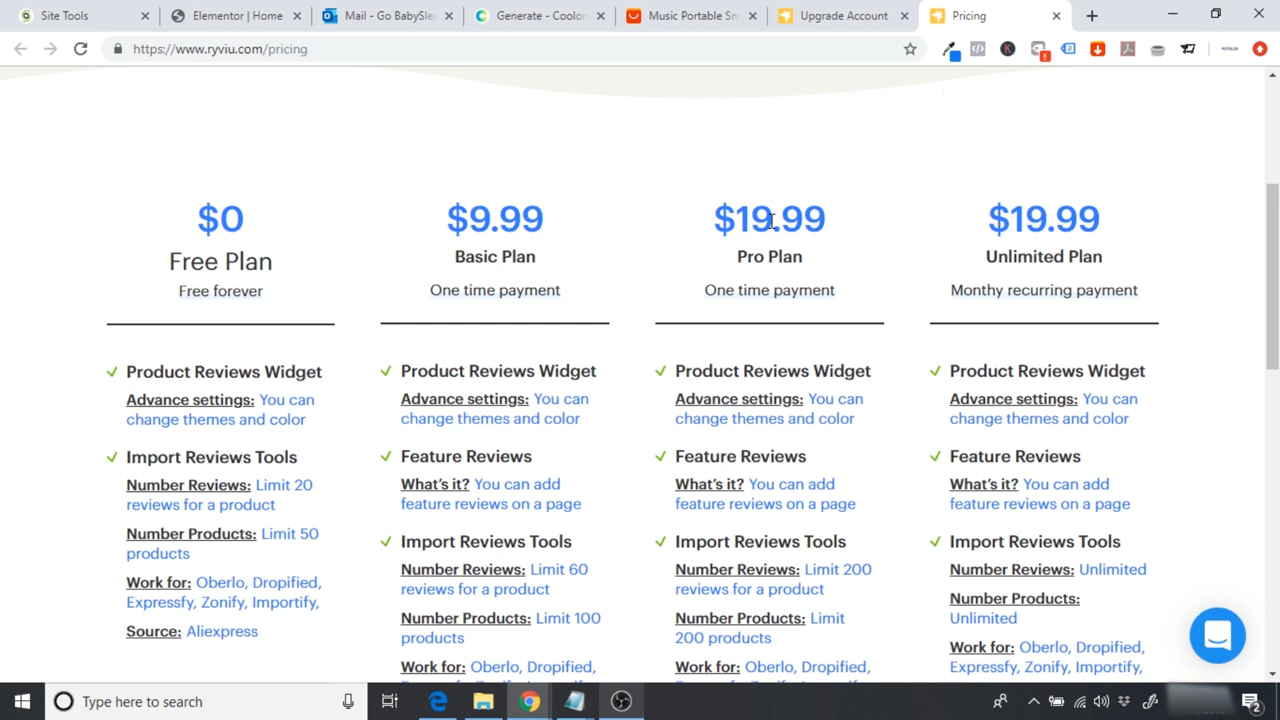 Site Tools
Elementor | Home
Mail - Go BabySle
Generate - Coolor
Music Portable Sm
Upgrade Account
Pricing
https://www.ryviu.com/pricing
$0
Free Plan
Free forever
Product Reviews Widget
Advance settings: You can
change themes and color
Import Reviews Tools
Number Reviews: Limit 20
reviews for a product
Number Products: Limit 50
products
Work for: Oberlo, Dropified,
Expressfy, Zonify, Importify,
Source: Aliexpress
$9.99
Basic Plan
One time payment
Product Reviews Widget
Advance settings: You can
change themes and color
Feature Reviews
What's it? You can add
feature reviews on a page
Import Reviews Tools
Number Reviews: Limit 60
reviews for a product
Number Products: Limit 100
products
Work for: Oberlo, Dropified,
$19.99
Pro Plan
One time payment
Product Reviews Widget
Advance settings: You can
change themes and color
Feature Reviews
What's it? You can add
feature reviews on a page
Import Reviews Tools
Number Reviews: Limit 200
reviews for a product
Number Products: Limit
200 products
Work for: Oberlo, Dropified,
$19.99
Unlimited Plan
Monthy recurring payment
Product Reviews Widget
Advance settings: You can
change themes and color
Feature Reviews
What's it? You can add
feature reviews on a page
Import Reviews Tools
Number Reviews: Unlimited
Number Products:
Unlimited
Work for: Oberlo, Dropified,
Expressfy, Zonify, Importify,
Type here to search
2